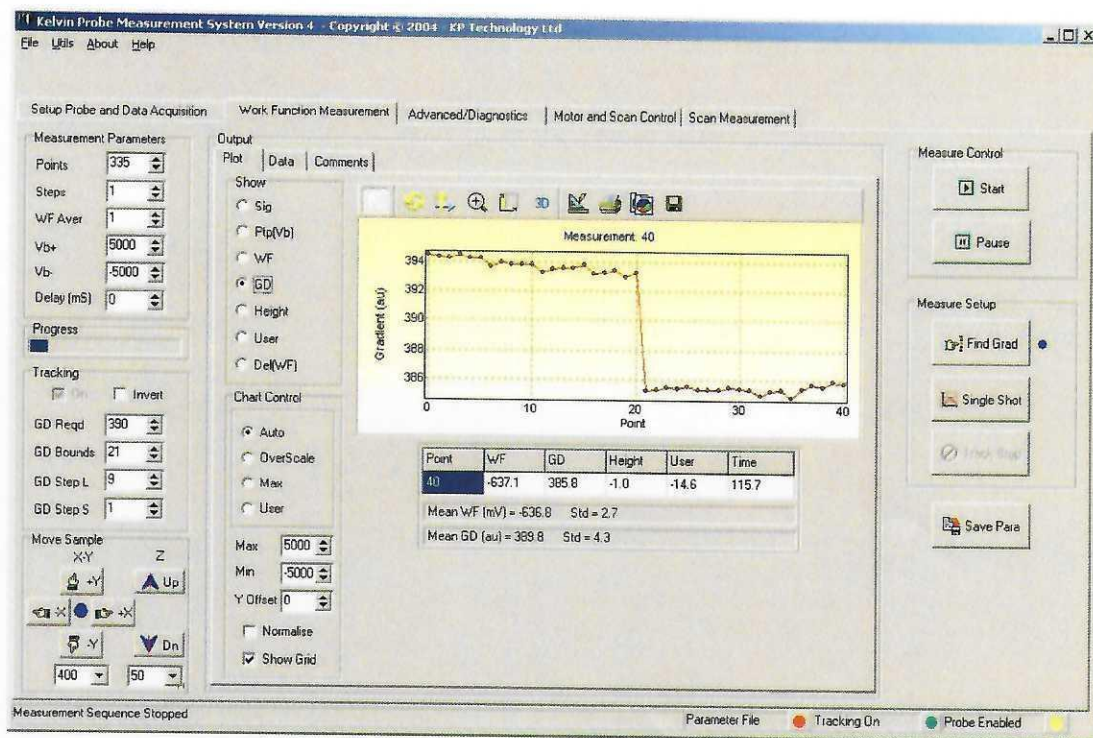 Kelvin Probe Measurement System Version 4 - Copyright © 2004 - KP Technology Ltd
File Utils About Help
Setup Probe and Data Acquisition
Work Function Measurement
Advanced/Diagnostics
Motor and Scan Control
Scan Measurement
Measurement Parameters
Points 335
Steps 1
WF Aver 1
Vb+ 5000
Vb- -5000
Delay (mS) 0
Progress
Tracking
On Invert
GD Reqd 390
GD Bounds 21
GD Step L 9
GD Step S 1
Move Sample
X-Y Z
+Y Up
-X +X
-Y Dn
400 50
Output
Plot Data Comments
Show
Sig
Ptp(Vb)
WF
GD
Height
User
Del(WF)
Chart Control
Auto
OverScale
Max
User
Max 5000
Min -5000
Y Offset 0
Normalise
Show Grid
3D
Measurement 40
Gradient (au)
394
392
390
388
386
0 10 20 30 40
Point
Point WF GD Height User Time
40 -637.1 385.8 -1.0 -14.6 115.7
Mean WF (mV) = -636.8 Std = 2.7
Mean GD (au) = 389.8 Std = 4.3
Measure Control
Start
Pause
Measure Setup
Find Grad
Single Shot
Save Para
Measurement Sequence Stopped
Parameter File
Tracking On
Probe Enabled